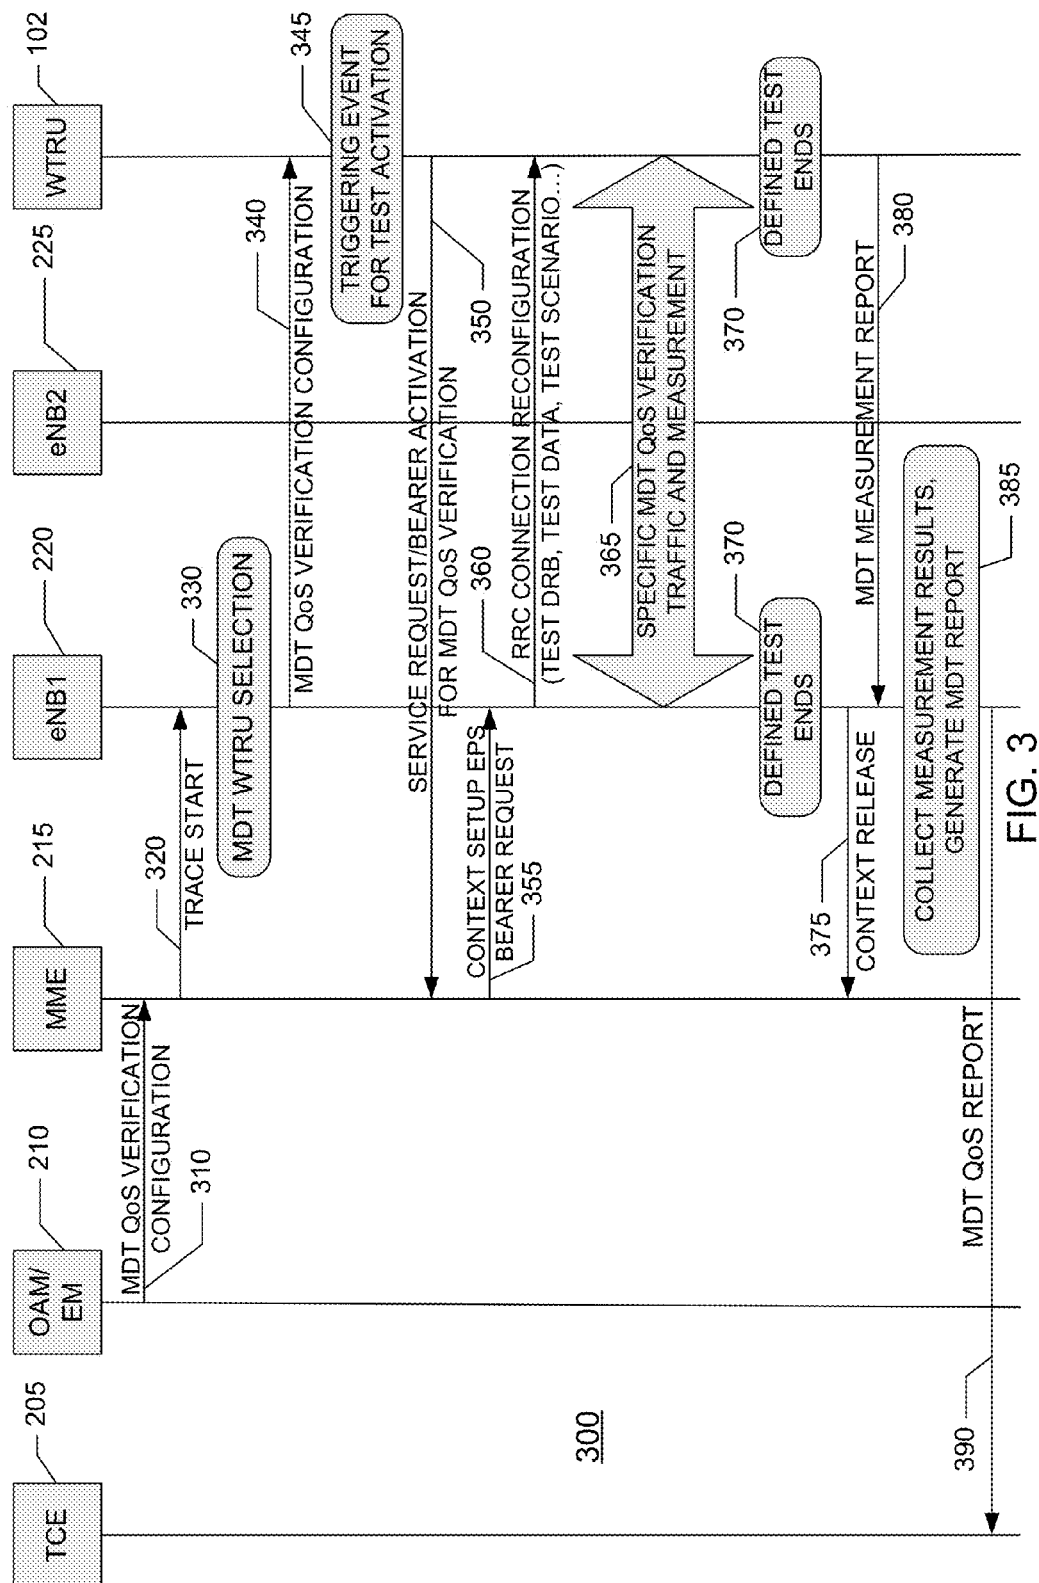 TCE
205
OAM/
EM
210
MME
215
eNB1
220
eNB2
225
WTRU
102
MDT QoS VERIFICATION
CONFIGURATION
310
320
TRACE START
330
MDT WTRU SELECTION
340
MDT QoS VERIFICATION CONFIGURATION
345
TRIGGERING EVENT
FOR TEST ACTIVATION
SERVICE REQUEST/BEARER ACTIVATION
FOR MDT QoS VERIFICATION
350
CONTEXT SETUP EPS
BEARER REQUEST
355
360
RRC CONNECTION RECONFIGURATION
(TEST DRB, TEST DATA, TEST SCENARIO...)
365
SPECIFIC MDT QoS VERIFICATION
TRAFFIC AND MEASUREMENT
370
DEFINED TEST
ENDS
370
DEFINED TEST
ENDS
375
CONTEXT RELEASE
MDT MEASUREMENT REPORT
380
COLLECT MEASUREMENT RESULTS,
GENERATE MDT REPORT
385
MDT QoS REPORT
390
300
FIG. 3